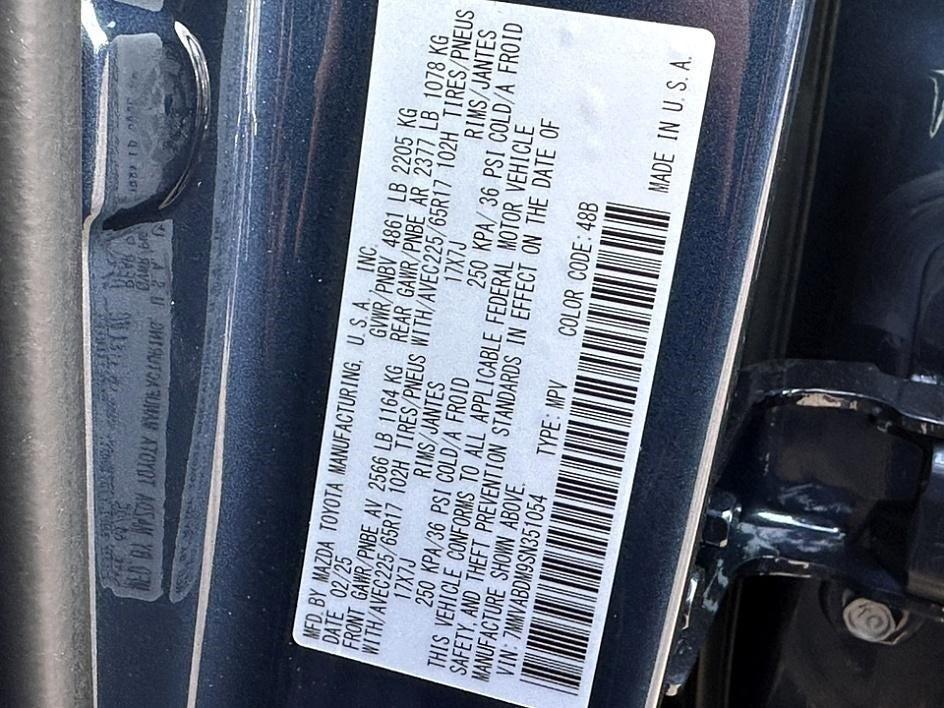 MFD. BY MAZDA TOYOTA MANUFACTURING, U.S.A. INC.
DATE 02/25 GVWR/PNBV 4861 LB 2205 KG
FRONT GAWR/PNBE AV 2566 LB 1164 KG REAR GAWR/PNBE AR 2377 LB 1078 KG
WITH/AVEC225/65R17 102H TIRES/PNEUS WITH/AVEC225/65R17 102H TIRES/PNEUS
17X7J RIMS/JANTES 17X7J RIMS/JANTES
250 KPA/36 PSI COLD/A FROID 250 KPA/36 PSI COLD/A FROID
THIS VEHICLE CONFORMS TO ALL APPLICABLE FEDERAL MOTOR VEHICLE
SAFETY, AND THEFT PREVENTION STANDARDS IN EFFECT ON THE DATE OF
MANUFACTURE SHOWN ABOVE.
VIN: 7MMVABDM9SN351054 TYPE: MPV COLOR CODE: 48B
MADE IN U.S.A.